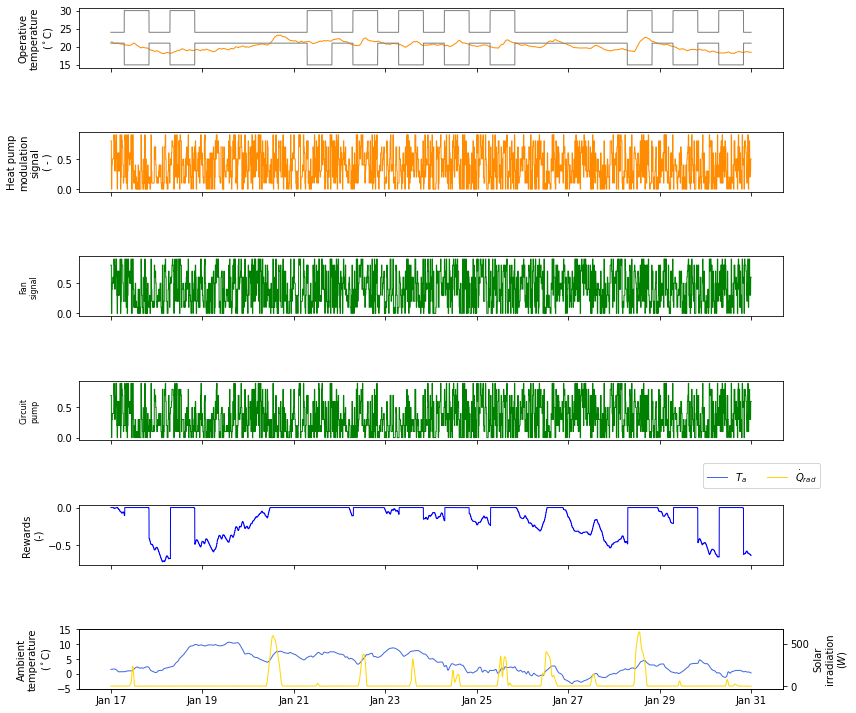 Operative
temperature
(°C)
30
25
20
15
Heat pump
modulation
signal
( - )
0.5
0.0
Fan
signal
0.5
0.0
Circuit
pump
0.5
0.0
T_a
Q̇_rad
Rewards
(-)
0.0
−0.5
Ambient
temperature
(°C)
15
10
5
0
−5
500
0
Solar
irradiation
(W)
Jan 17 Jan 19 Jan 21 Jan 23 Jan 25 Jan 27 Jan 29 Jan 31